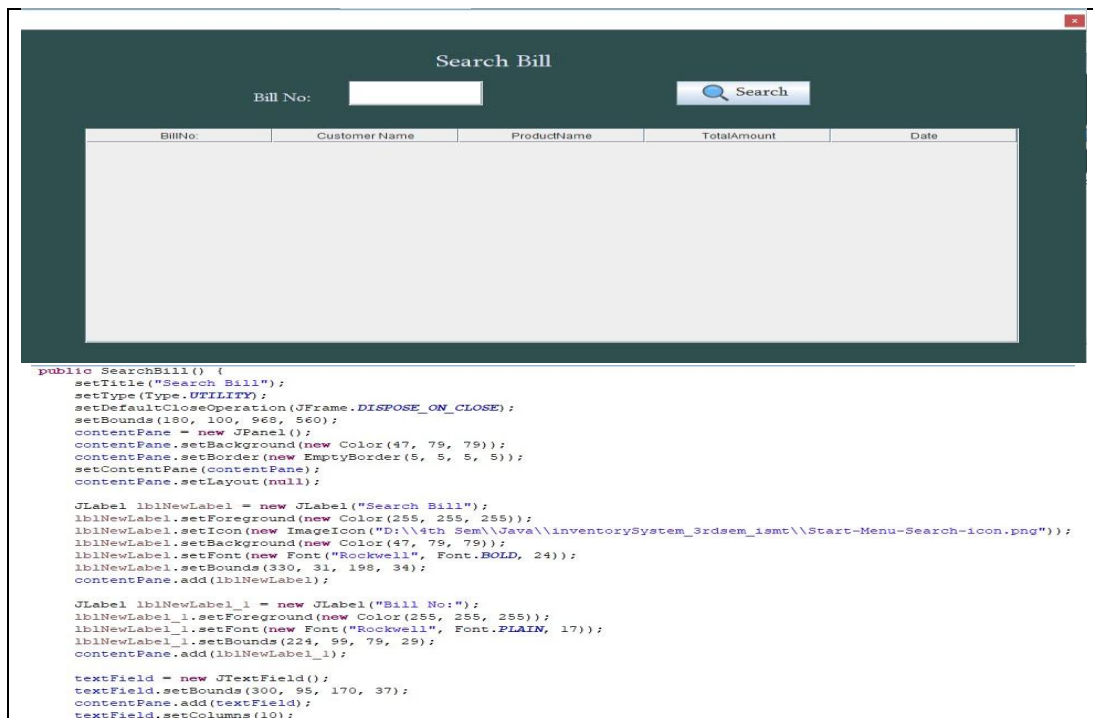 ×
Search Bill
Bill No:
Search
BillNo:
Customer Name
ProductName
TotalAmount
Date
public SearchBill() {
setTitle("Search Bill");
setType(Type.UTILITY);
setDefaultCloseOperation(JFrame.DISPOSE_ON_CLOSE);
setBounds(180, 100, 968, 560);
contentPane = new JPanel();
contentPane.setBackground(new Color(47, 79, 79));
contentPane.setBorder(new EmptyBorder(5, 5, 5, 5));
setContentPane(contentPane);
contentPane.setLayout(null);
JLabel lblNewLabel = new JLabel("Search Bill");
lblNewLabel.setForeground(new Color(255, 255, 255));
lblNewLabel.setIcon(new ImageIcon("D:\\4th Sem\\Java\\inventorySystem_3rdsem_ismt\\Start-Menu-Search-icon.png"));
lblNewLabel.setBackground(new Color(47, 79, 79));
lblNewLabel.setFont(new Font("Rockwell", Font.BOLD, 24));
lblNewLabel.setBounds(330, 31, 198, 34);
contentPane.add(lblNewLabel);
JLabel lblNewLabel_1 = new JLabel("Bill No:");
lblNewLabel_1.setForeground(new Color(255, 255, 255));
lblNewLabel_1.setFont(new Font("Rockwell", Font.PLAIN, 17));
lblNewLabel_1.setBounds(224, 99, 79, 29);
contentPane.add(lblNewLabel_1);
textField = new JTextField();
textField.setBounds(300, 95, 170, 37);
contentPane.add(textField);
textField.setColumns(10);